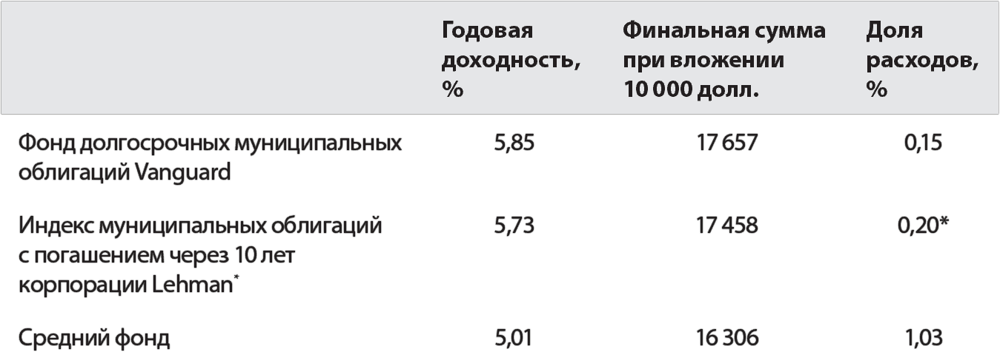 Годовая доходность, %
Финальная сумма при вложении 10 000 долл.
Доля расходов, %
Фонд долгосрочных муниципальных
облигаций Vanguard
5,85 17 657 0,15
Индекс муниципальных облигаций
с погашением через 10 лет
корпорации Lehman*
5,73 17 458 0,20*
Средний фонд 5,01 16 306 1,03